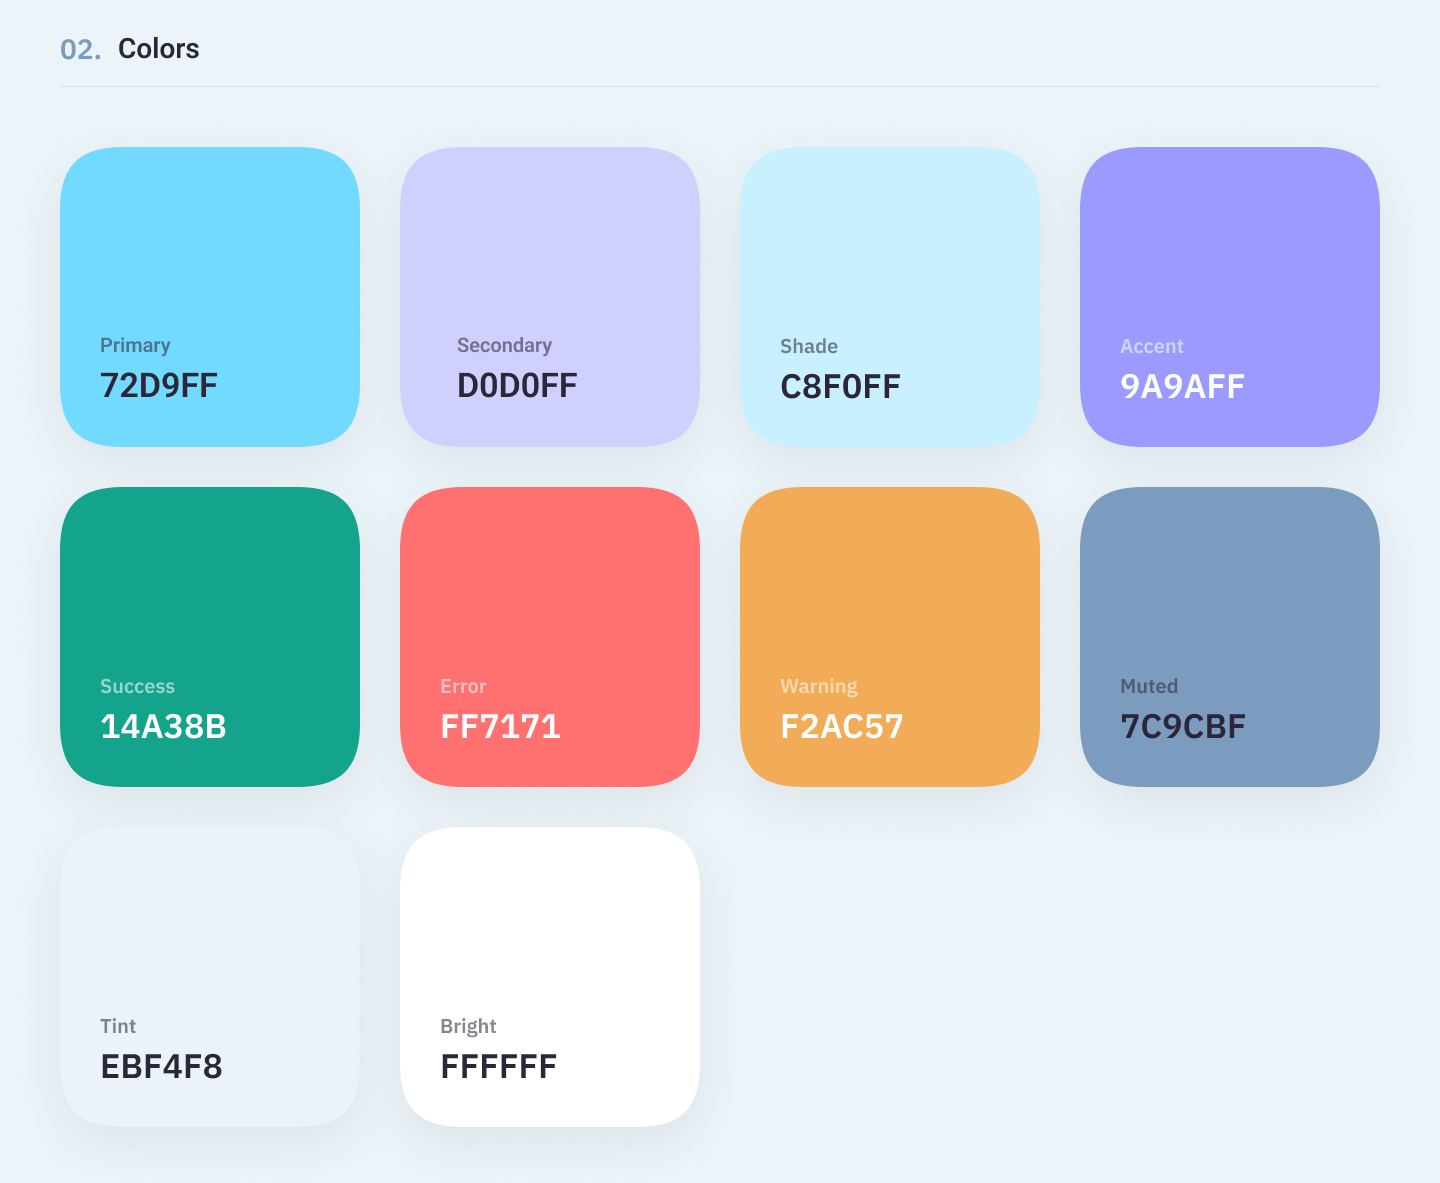 02. Colors
Primary
72D9FF
Secondary
D0D0FF
Shade
C8F0FF
Accent
9A9AFF
Success
14A38B
Error
FF7171
Warning
F2AC57
Muted
7C9CBF
Tint
EBF4F8
Bright
FFFFFF